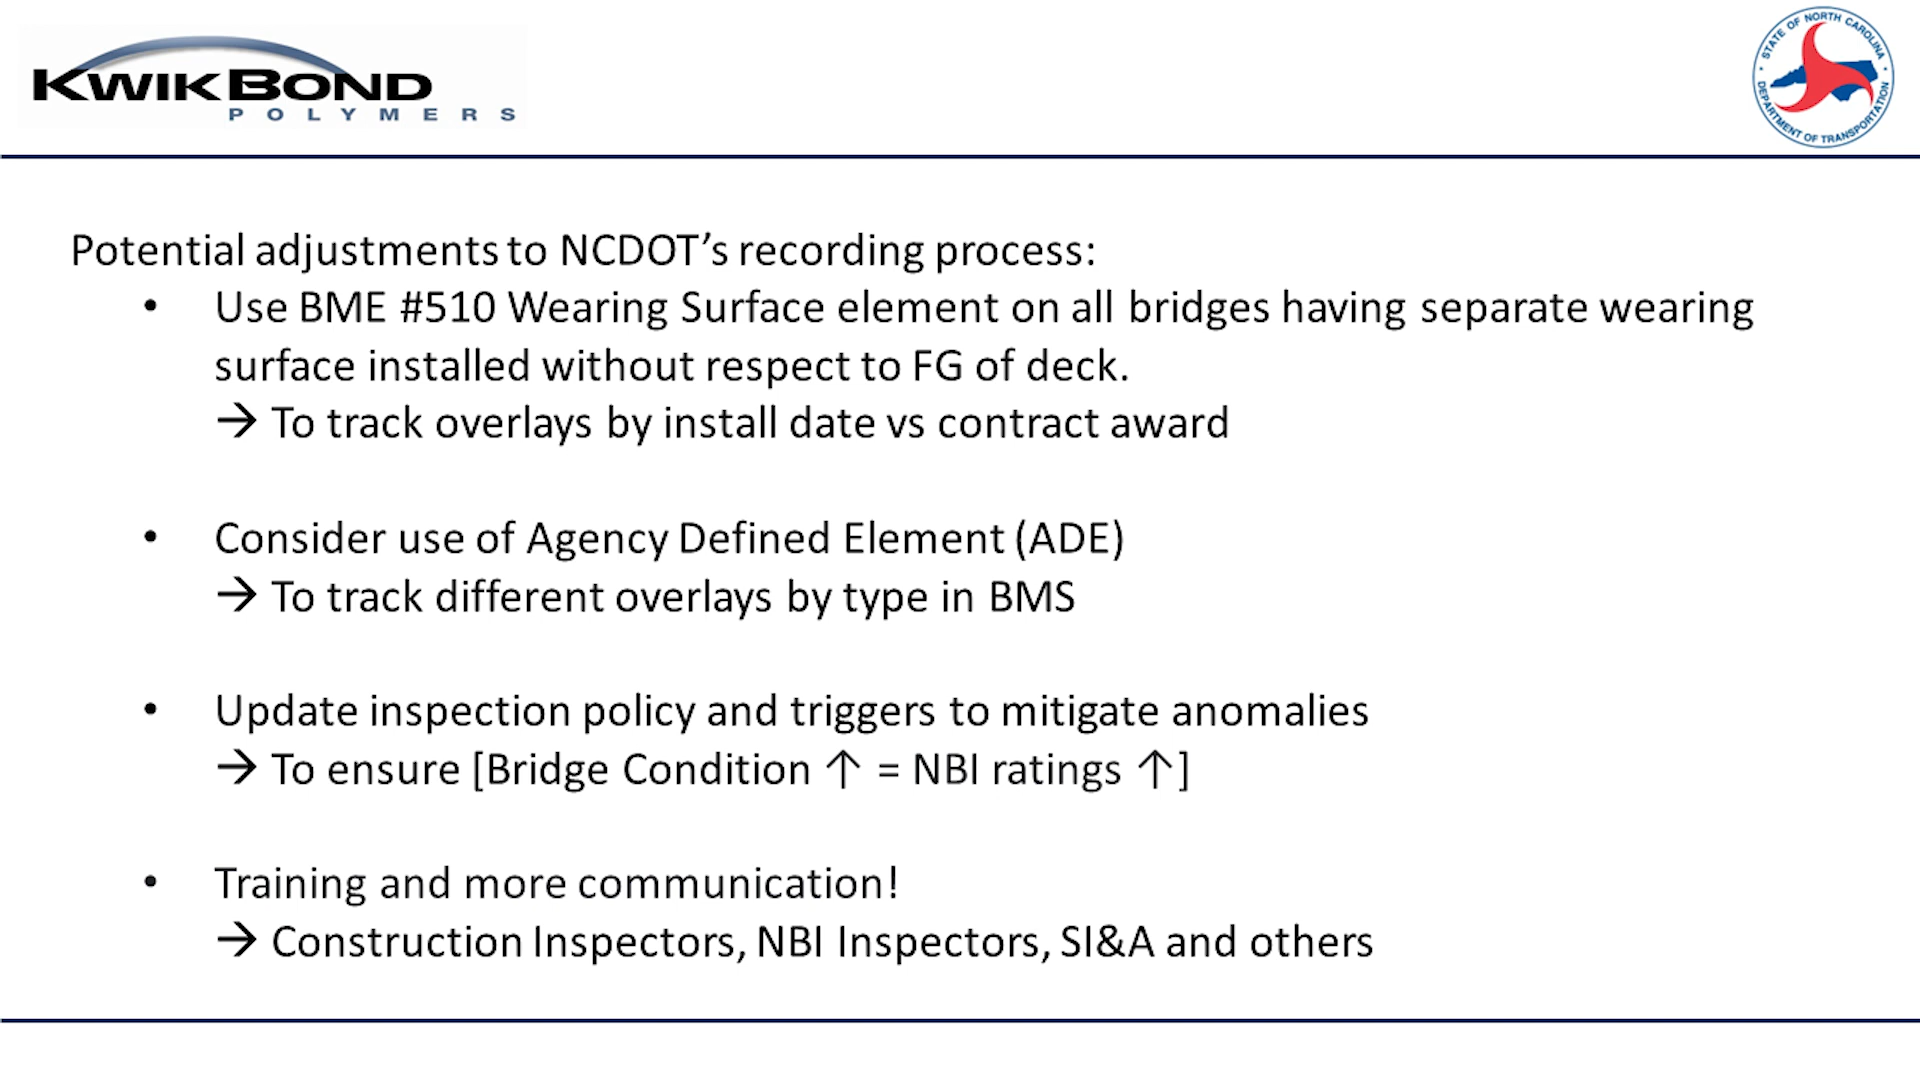 KWIKBOND
POLYMERS
STATE OF NORTH CAROLINA
DEPARTMENT OF TRANSPORTATION
Potential adjustments to NCDOT’s recording process:
• Use BME #510 Wearing Surface element on all bridges having separate wearing
surface installed without respect to FG of deck.
→ To track overlays by install date vs contract award
• Consider use of Agency Defined Element (ADE)
→ To track different overlays by type in BMS
• Update inspection policy and triggers to mitigate anomalies
→ To ensure [Bridge Condition ↑ = NBI ratings ↑]
• Training and more communication!
→ Construction Inspectors, NBI Inspectors, SI&A and others